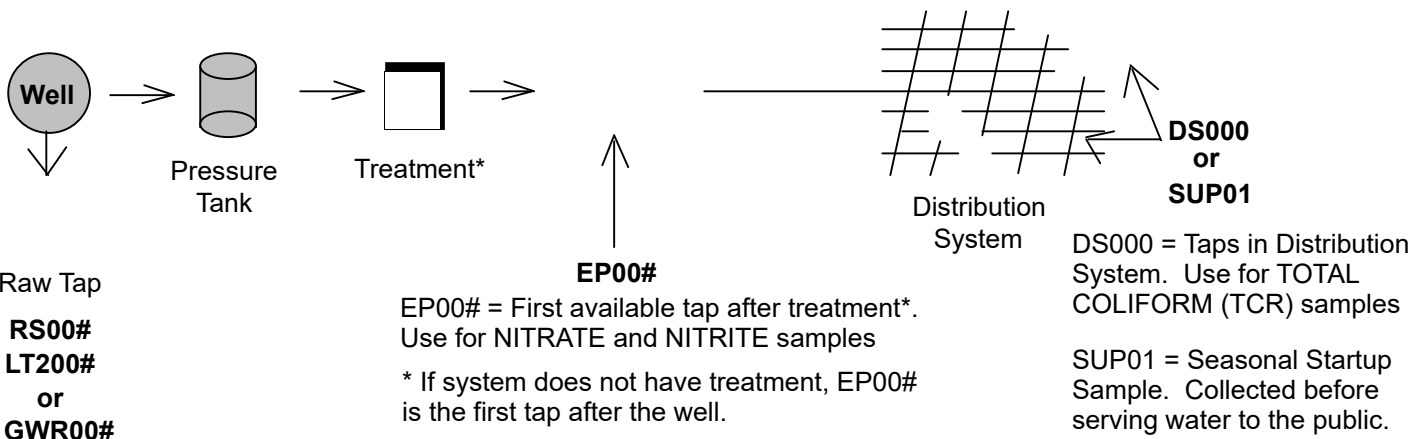 Well
Pressure
Tank
Treatment*
Raw Tap
RS00#
LT200#
or
GWR00#
EP00#
EP00# = First available tap after treatment*.
Use for NITRATE and NITRITE samples
* If system does not have treatment, EP00#
is the first tap after the well.
Distribution
System
DS000
or
SUP01
DS000 = Taps in Distribution
System.  Use for TOTAL
COLIFORM (TCR) samples
SUP01 = Seasonal Startup
Sample.  Collected before
serving water to the public.